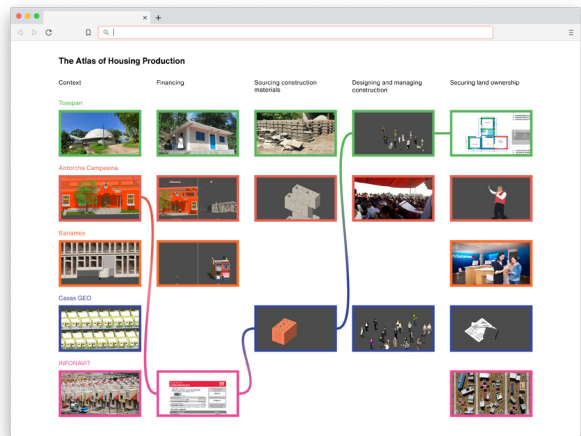 The Atlas of Housing Production
Context
Financing
Sourcing construction
materials
Designing and managing
construction
Securing land ownership
Tosepan
Antorcha Campesina
Banamex
Casas GEO
INFONAVIT